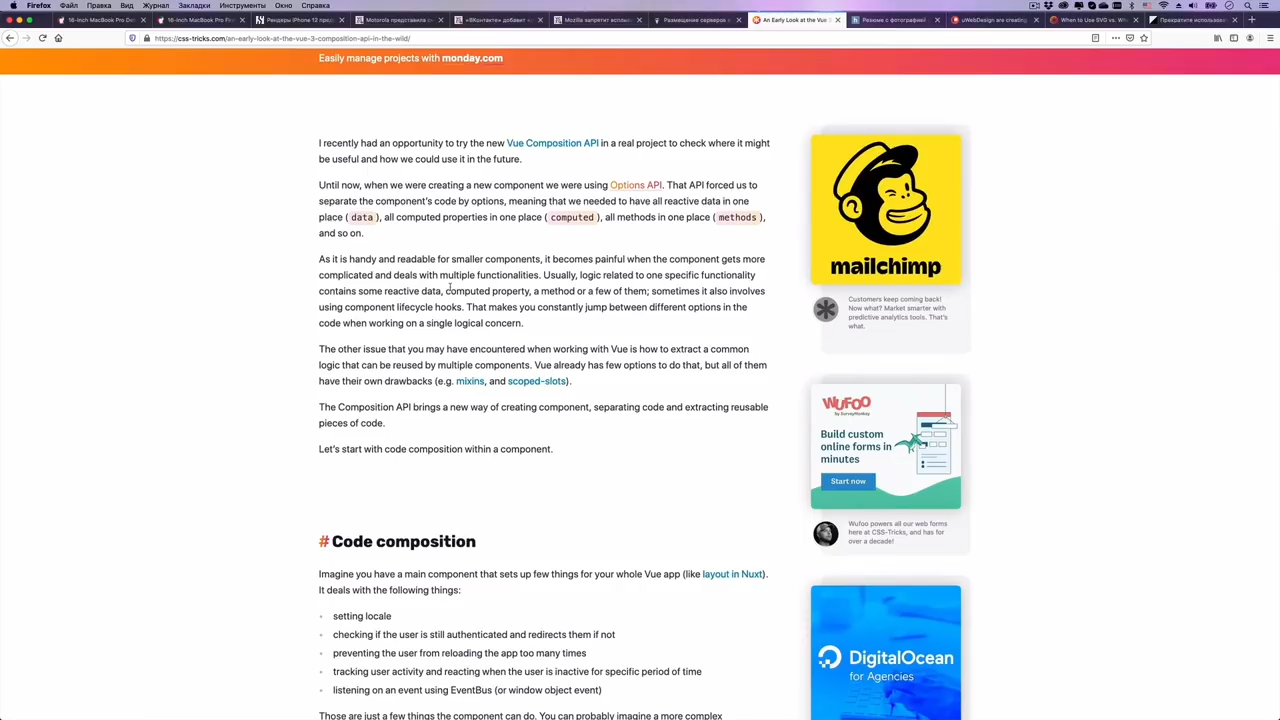 Firefox Файл Правка Вид Журнал Закладки Инструменты Окно Справка
16-inch MacBook Pro De
16-inch MacBook Pro Fir
Рендеры iPhone 12 пред
Motorola представила с
«ВКонтакте» добавит
Mozilla запретит исполь
Размещение серверов
An Early Look at the Vue
Резюме с фотографией
uWebDesign are creating
When to Use SVG vs. Wh
Прекратите использова
https://css-tricks.com/an-early-look-at-the-vue-3-composition-api-in-the-wild/
Easily manage projects with monday.com
I recently had an opportunity to try the new Vue Composition API in a real project to check where it might
be useful and how we could use it in the future.
Until now, when we were creating a new component we were using Options API. That API forced us to
separate the component's code by options, meaning that we needed to have all reactive data in one
place ( data ), all computed properties in one place ( computed ), all methods in one place ( methods ),
and so on.
As it is handy and readable for smaller components, it becomes painful when the component gets more
complicated and deals with multiple functionalities. Usually, logic related to one specific functionality
contains some reactive data, computed property, a method or a few of them; sometimes it also involves
using component lifecycle hooks. That makes you constantly jump between different options in the
code when working on a single logical concern.
The other issue that you may have encountered when working with Vue is how to extract a common
logic that can be reused by multiple components. Vue already has few options to do that, but all of them
have their own drawbacks (e.g. mixins, and scoped-slots).
The Composition API brings a new way of creating component, separating code and extracting reusable
pieces of code.
Let's start with code composition within a component.
# Code composition
Imagine you have a main component that sets up few things for your whole Vue app (like layout in Nuxt).
It deals with the following things:
setting locale
checking if the user is still authenticated and redirects them if not
preventing the user from reloading the app too many times
tracking user activity and reacting when the user is inactive for specific period of time
listening on an event using EventBus (or window object event)
Those are just a few things the component can do. You can probably imagine a more complex
mailchimp
Customers keep coming back!
Now what? Market smarter with
predictive analytics tools. That's
what.
WUFOO
by SurveyMonkey
Build custom
online forms in
minutes
Start now
Wufoo powers all our web forms
here at CSS-Tricks, and has for
over a decade!
DigitalOcean
for Agencies